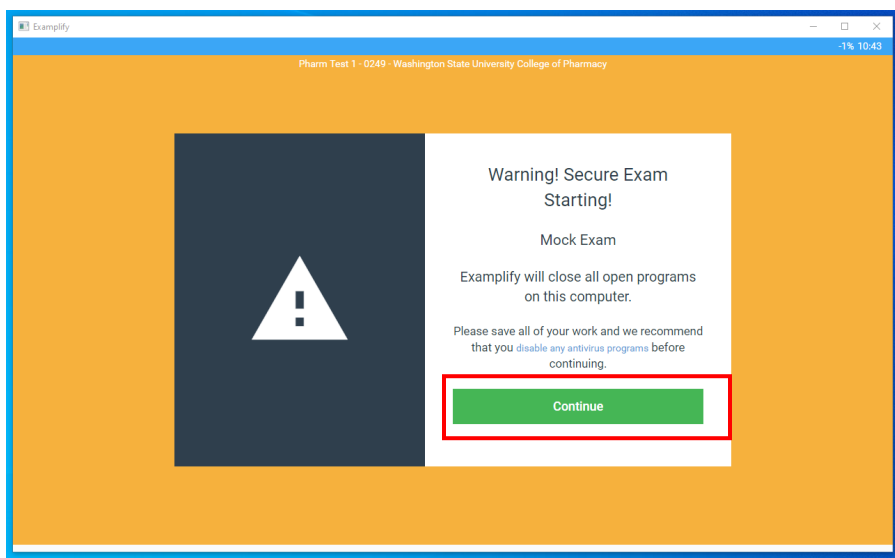 Examplify
-1% 10:43
Pharm Test 1 - 0249 - Washington State University College of Pharmacy
Warning! Secure Exam
Starting!
Mock Exam
Examplify will close all open programs
on this computer.
Please save all of your work and we recommend
that you disable any antivirus programs before
continuing.
Continue